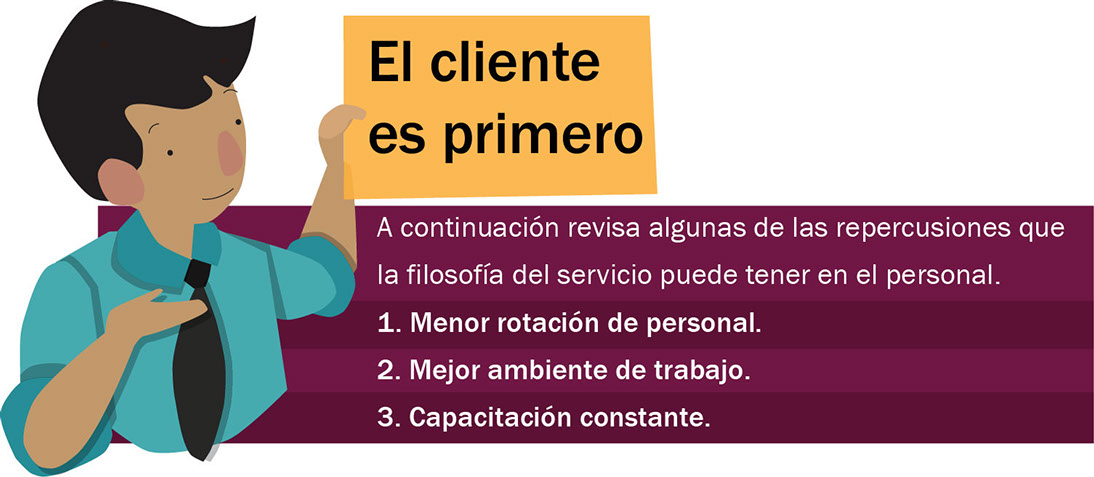 El cliente
es primero
A continuación revisa algunas de las repercusiones que
la filosofía del servicio puede tener en el personal.
1. Menor rotación de personal.
2. Mejor ambiente de trabajo.
3. Capacitación constante.